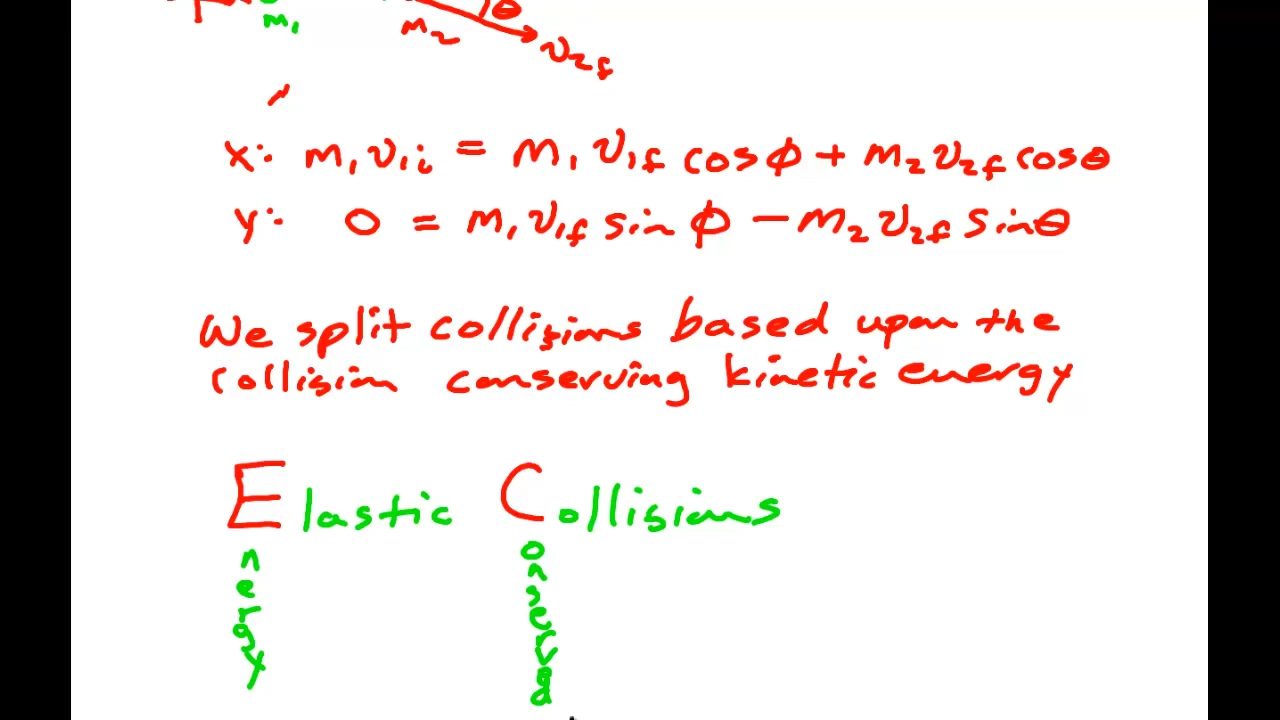 m₁ m₂ θ v₂f
x: m₁v₁i = m₁v₁f cosϕ + m₂v₂f cosθ
y: 0 = m₁v₁f sinϕ - m₂v₂f sinθ
We split collisions based upon the
collision conserving kinetic energy
Elastic Collisions
nergy onserved